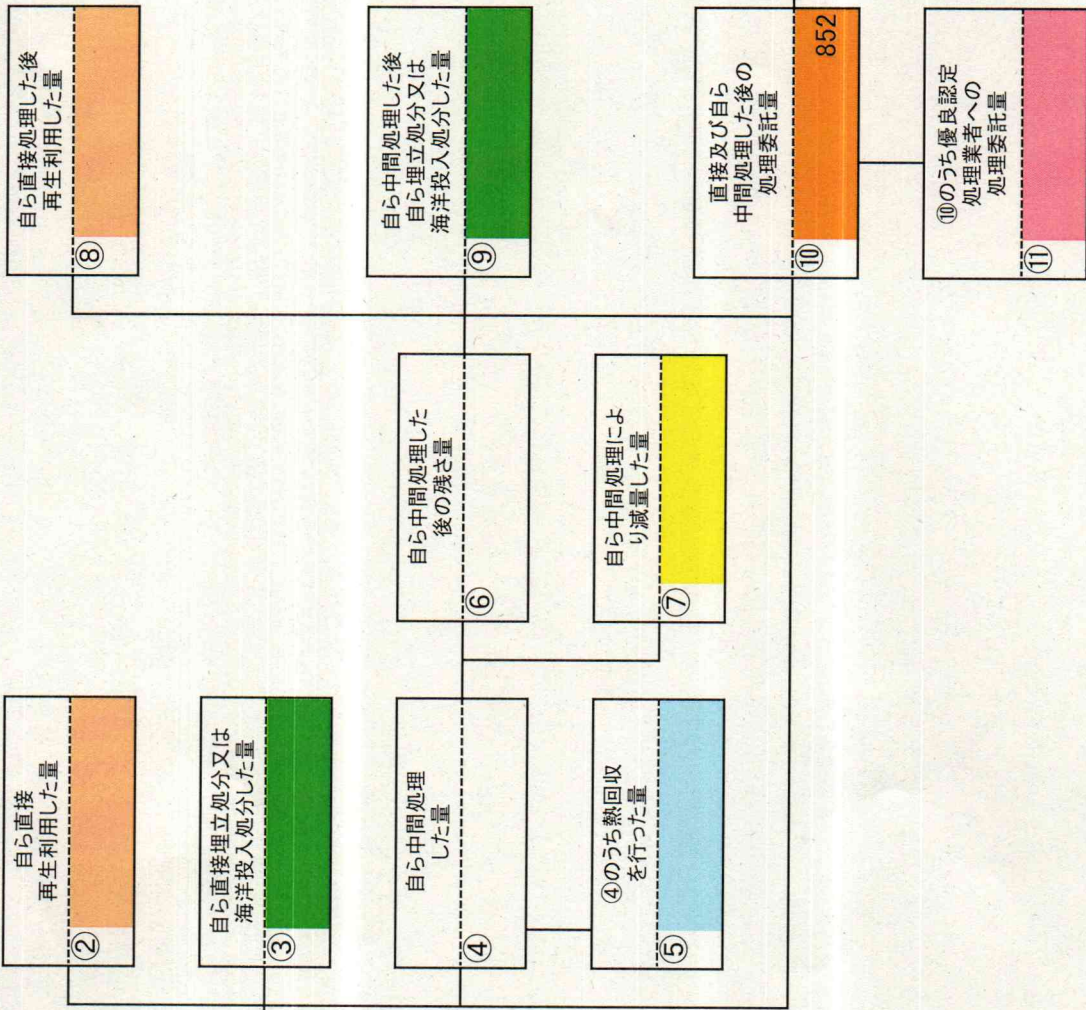 自ら直接
再生利用した量
②
自ら直接埋立処分又は
海洋投入処分した量
③
自ら中間処理
した量
④
④のうち熱回収
を行った量
⑤
自ら中間処理した
後の残さ量
⑥
自ら中間処理によ
り減量した量
⑦
自ら直接処理した後
再生利用した量
⑧
自ら中間処理した後
自ら埋立処分又は
海洋投入処分した量
⑨
直接及び自ら
中間処理した後の
処理委託量
⑩
852
⑩のうち優良認定
処理業者への
処理委託量
⑪